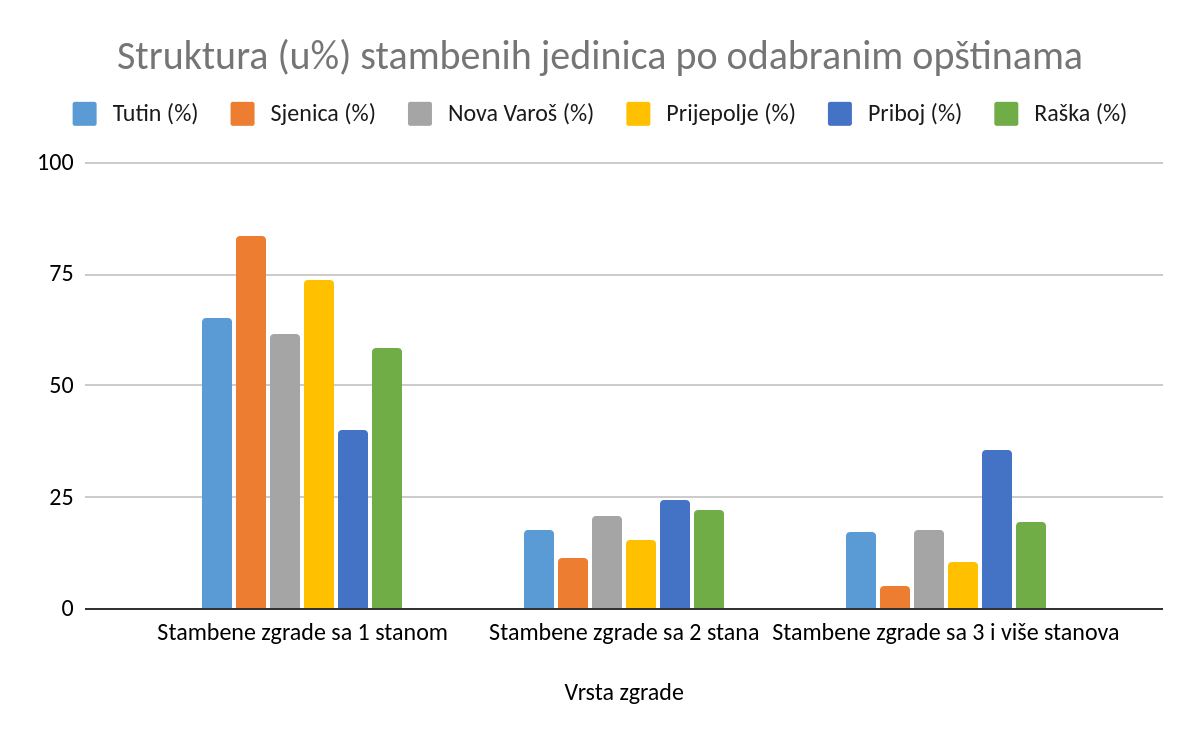 Struktura (u%) stambenih jedinica po odabranim opštinama
Tutin (%) Sjenica (%) Nova Varoš (%) Prijepolje (%) Priboj (%) Raška (%)
100
75
50
25
0
Stambene zgrade sa 1 stanom Stambene zgrade sa 2 stana Stambene zgrade sa 3 i više stanova
Vrsta zgrade